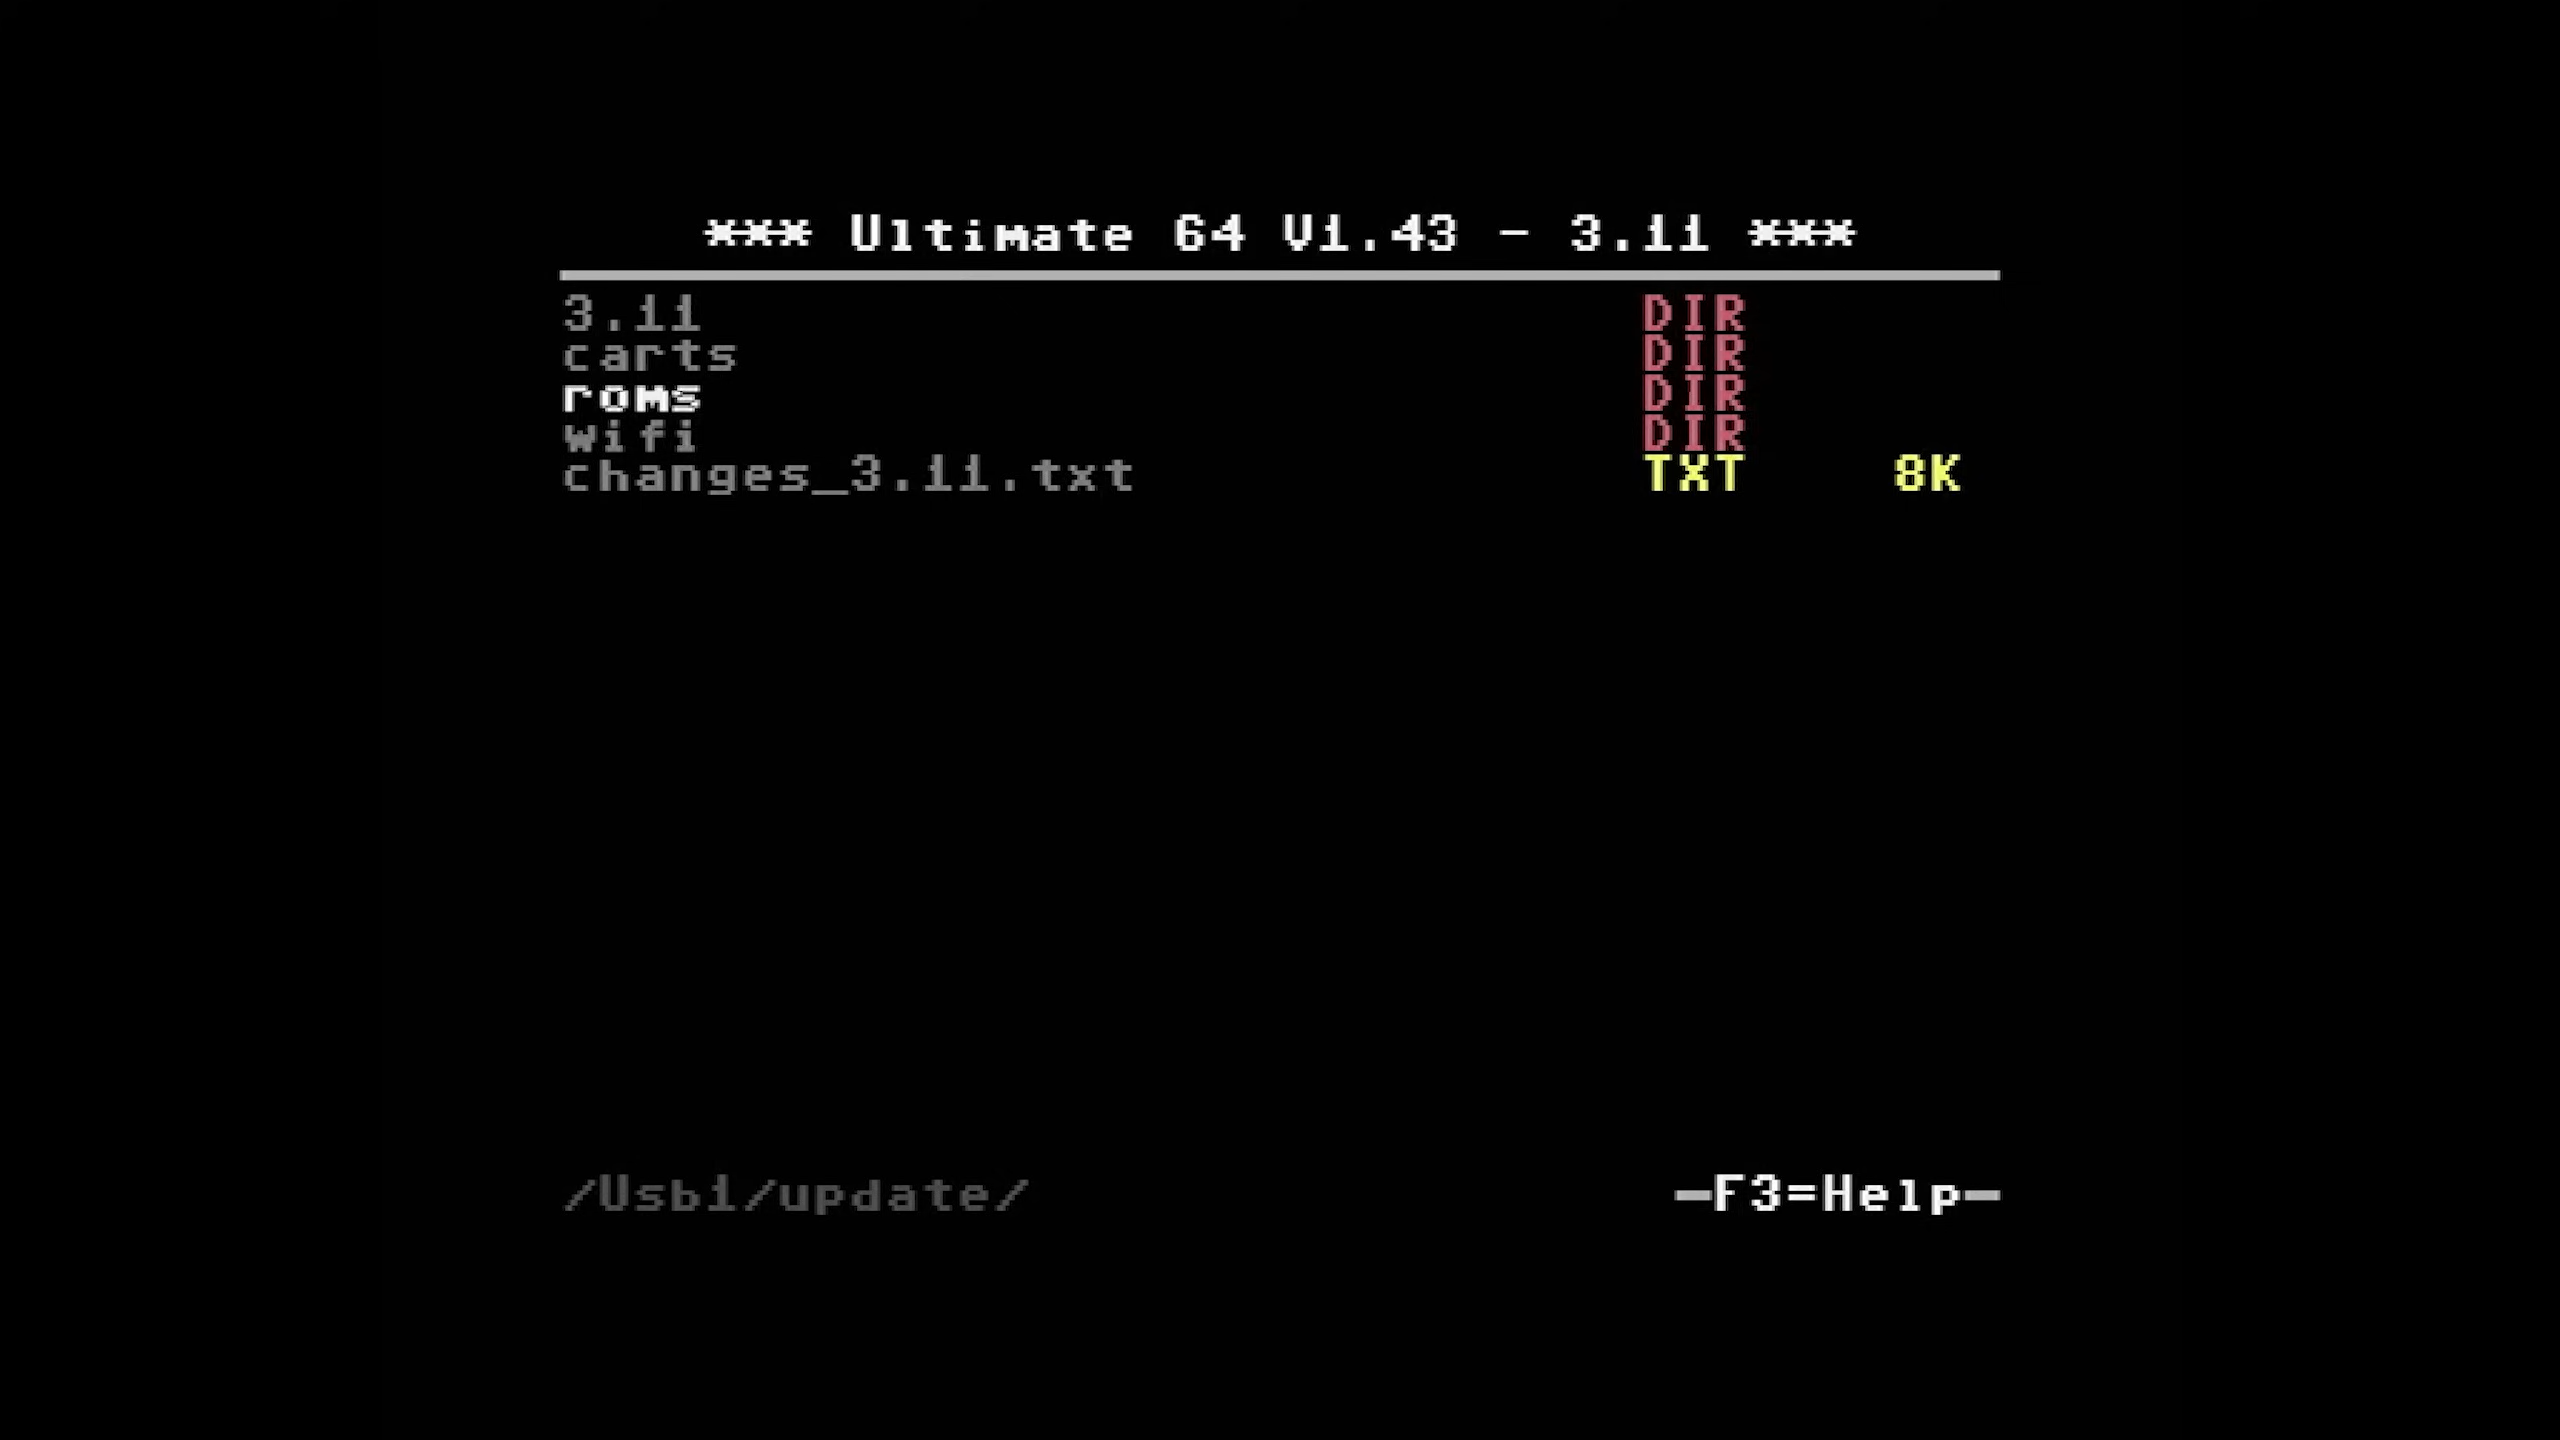 *** Ultimate 64 V1.43 - 3.11 ***
3.11 DIR
carts DIR
roms DIR
wifi DIR
changes_3.11.txt TXT 8K
/Usb1/update/ F3=Help